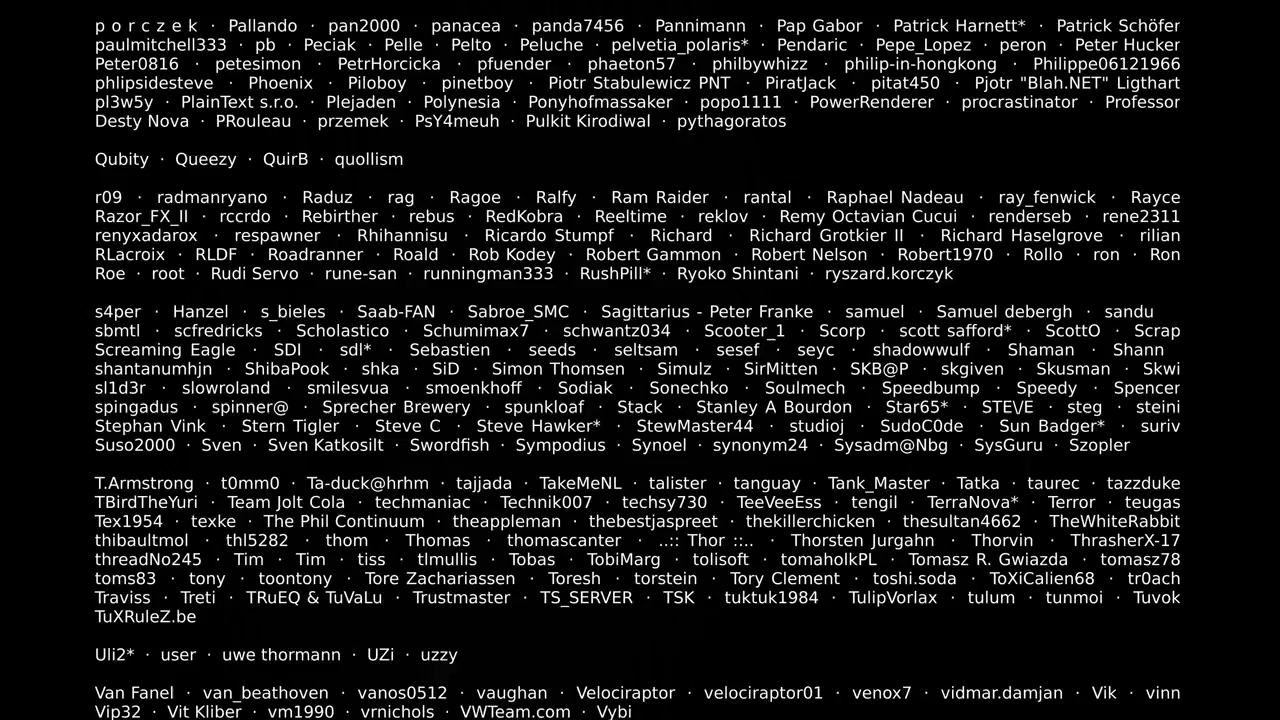 p o r c z e k · Pallando · pan2000 · panacea · panda7456 · Pannimann · Pap Gabor · Patrick Harnett* · Patrick Schöfer
paulmitchell333 · pb · Peciak · Pelle · Pelto · Peluche · pelvetia_polaris* · Pendaric · Pepe_Lopez · peron · Peter Hucker
Peter0816 · petesimon · PetrHorcicka · pfuender · phaeton57 · philbywhizz · philip-in-hongkong · Philippe06121966
phlipsidesteve · Phoenix · Piloboy · pinetboy · Piotr Stabulewicz PNT · PiratJack · pitat450 · Pjotr "Blah.NET" Ligthart
pl3w5y · PlainText s.r.o. · Plejaden · Polynesia · Ponyhofmassaker · popo1111 · PowerRenderer · procrastinator · Professor
Desty Nova · PRouleau · przemek · PsY4meuh · Pulkit Kirodiwal · pythagoratos
Qubity · Queezy · QuirB · quollism
r09 · radmanryano · Raduz · rag · Ragoe · Ralfy · Ram Raider · rantal · Raphael Nadeau · ray_fenwick · Rayce
Razor_FX_II · rccrdo · Rebirther · rebus · RedKobra · Reeltime · reklov · Remy Octavian Cucui · renderseb · rene2311
renyxadarox · respawner · Rhihannisu · Ricardo Stumpf · Richard · Richard Grotkier II · Richard Haselgrove · rilian
RLacroix · RLDF · Roadranner · Roald · Rob Kodey · Robert Gammon · Robert Nelson · Robert1970 · Rollo · ron · Ron
Roe · root · Rudi Servo · rune-san · runningman333 · RushPill* · Ryoko Shintani · ryszard.korczyk
s4per · Hanzel · s_bieles · Saab-FAN · Sabroe_SMC · Sagittarius - Peter Franke · samuel · Samuel debergh · sandu
sbmtl · scfredricks · Scholastico · Schumimax7 · schwantz034 · Scooter_1 · Scorp · scott safford* · ScottO · Scrap
Screaming Eagle · SDI · sdl* · Sebastien · seeds · seltsam · sesef · seyc · shadowwulf · Shaman · Shann
shantanumhjn · ShibaPook · shka · SiD · Simon Thomsen · Simulz · SirMitten · SKB@P · skgiven · Skusman · Skwi
sl1d3r · slowroland · smilesvua · smoenkhoff · Sodiak · Sonechko · Soulmech · Speedbump · Speedy · Spencer
spingadus · spinner@ · Sprecher Brewery · spunkloaf · Stack · Stanley A Bourdon · Star65* · STE\/E · steg · steini
Stephan Vink · Stern Tigler · Steve C · Steve Hawker* · StewMaster44 · studioj · SudoC0de · Sun Badger* · suriv
Suso2000 · Sven · Sven Katkosilt · Swordfish · Sympodius · Synoel · synonym24 · Sysadm@Nbg · SysGuru · Szopler
T.Armstrong · t0mm0 · Ta-duck@hrhm · tajjada · TakeMeNL · talister · tanguay · Tank_Master · Tatka · taurec · tazzduke
TBirdTheYuri · Team Jolt Cola · techmaniac · Technik007 · techsy730 · TeeVeeEss · tengil · TerraNova* · Terror · teugas
Tex1954 · texke · The Phil Continuum · theappleman · thebestjaspreet · thekillerchicken · thesultan4662 · TheWhiteRabbit
thibaultmol · thl5282 · thom · Thomas · thomascanter · ..:: Thor ::.. · Thorsten Jurgahn · Thorvin · ThrasherX-17
threadNo245 · Tim · Tim · tiss · tlmullis · Tobas · TobiMarg · tolisoft · tomaholkPL · Tomasz R. Gwiazda · tomasz78
toms83 · tony · toontony · Tore Zachariassen · Toresh · torstein · Tory Clement · toshi.soda · ToXiCalien68 · tr0ach
Traviss · Treti · TRuEQ & TuVaLu · Trustmaster · TS_SERVER · TSK · tuktuk1984 · TulipVorlax · tulum · tunmoi · Tuvok
TuXRuleZ.be
Uli2* · user · uwe thormann · UZi · uzzy
Van Fanel · van_beathoven · vanos0512 · vaughan · Velociraptor · velociraptor01 · venox7 · vidmar.damjan · Vik · vinn
Vip32 · Vit Kliber · vm1990 · vrnichols · VWTeam.com · Vybi